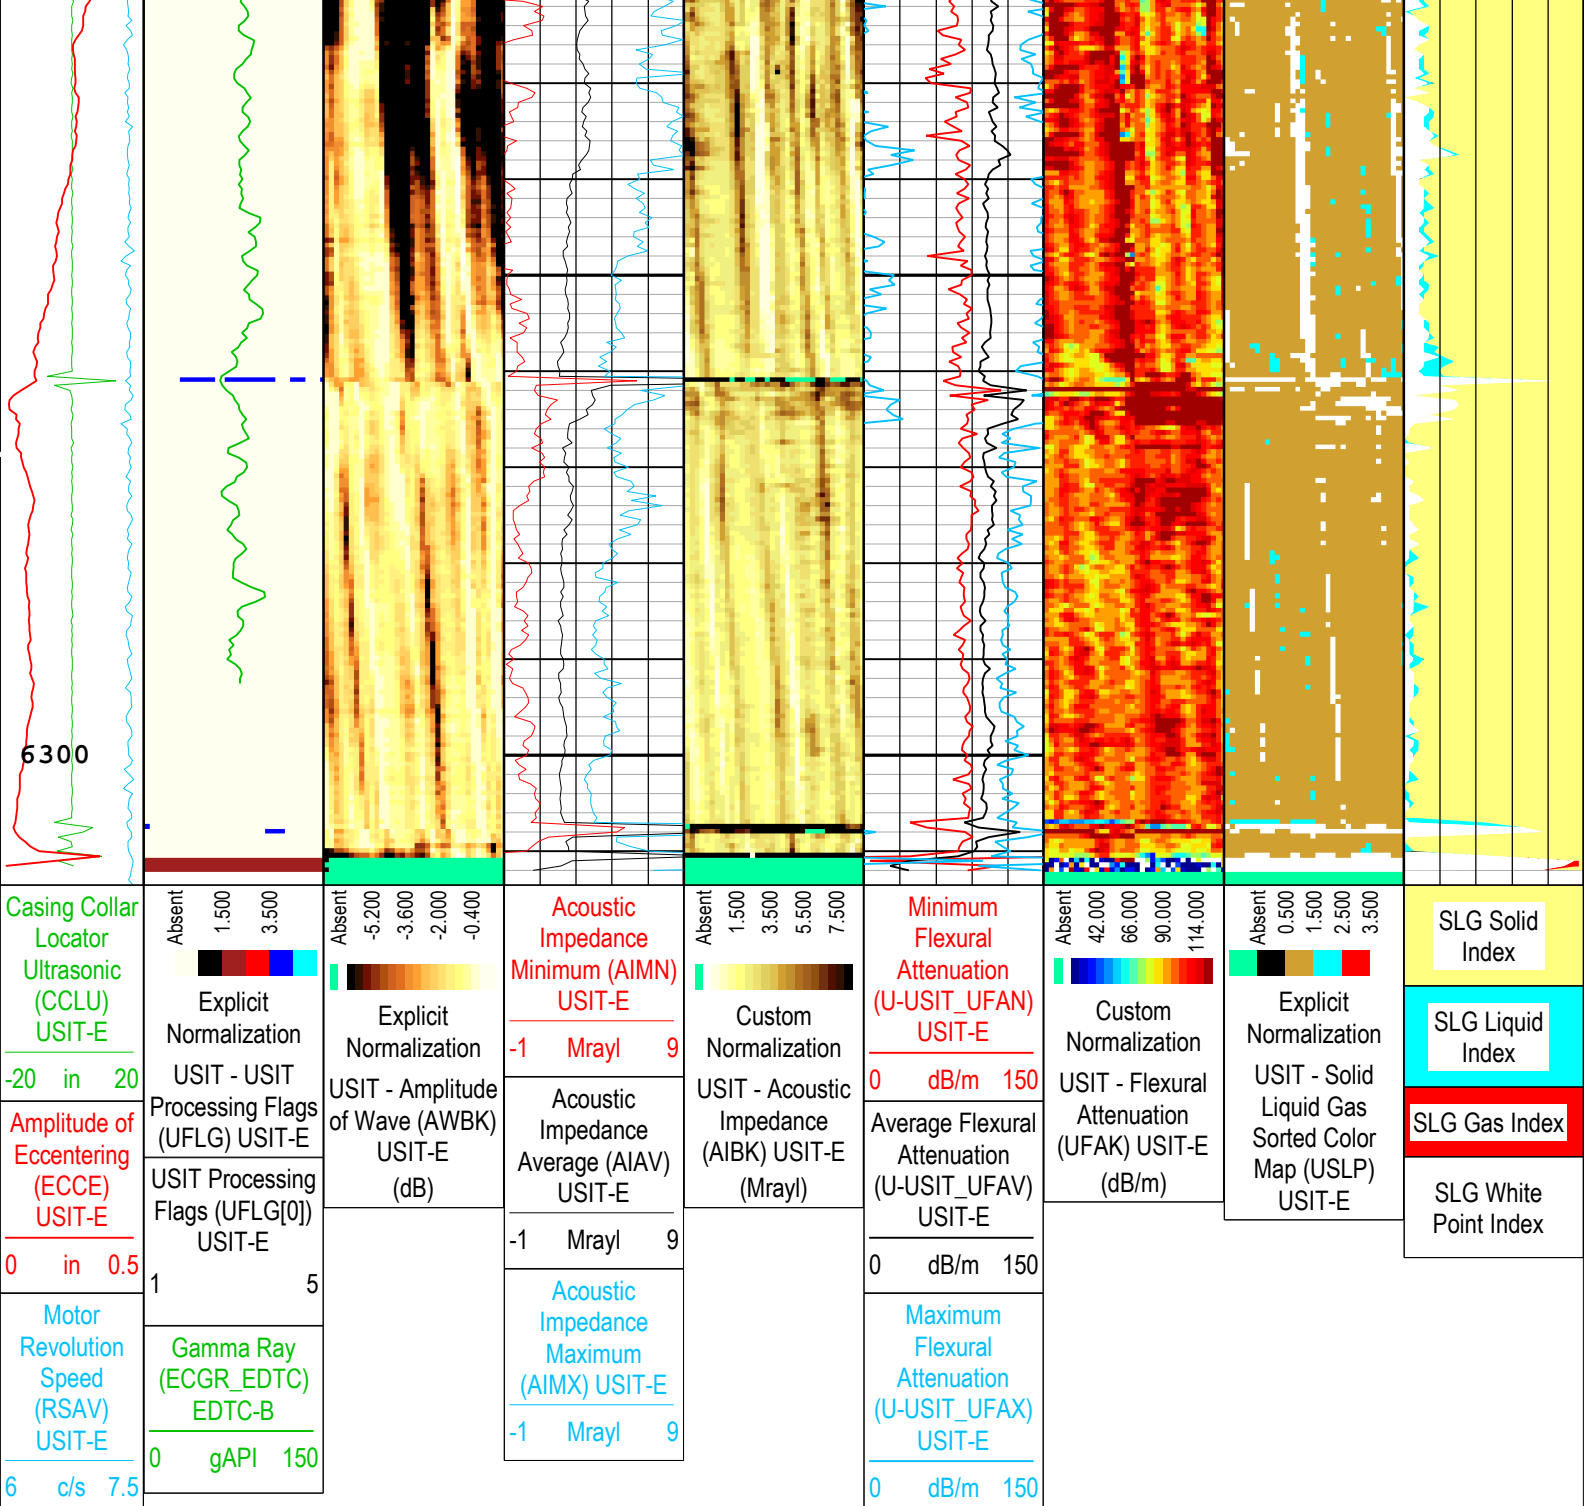 6300
Casing Collar
Locator
Ultrasonic
(CCLU)
USIT-E
-20 in 20
Amplitude of
Eccentering
(ECCE)
USIT-E
0 in 0.5
Motor
Revolution
Speed
(RSAV)
USIT-E
6 c/s 7.5
Absent 1.500 3.500
Explicit
Normalization
USIT - USIT
Processing Flags
(UFLG) USIT-E
USIT Processing
Flags (UFLG[0])
USIT-E
1 5
Gamma Ray
(ECGR_EDTC)
EDTC-B
0 gAPI 150
Absent -5.200 -3.600 -2.000 -0.400
Explicit
Normalization
USIT - Amplitude
of Wave (AWBK)
USIT-E
(dB)
Acoustic
Impedance
Minimum (AIMN)
USIT-E
-1 Mrayl 9
Acoustic
Impedance
Average (AIAV)
USIT-E
-1 Mrayl 9
Acoustic
Impedance
Maximum
(AIMX) USIT-E
-1 Mrayl 9
Absent 1.500 3.500 5.500 7.500
Custom
Normalization
USIT - Acoustic
Impedance
(AIBK) USIT-E
(Mrayl)
Minimum
Flexural
Attenuation
(U-USIT_UFAN)
USIT-E
0 dB/m 150
Average Flexural
Attenuation
(U-USIT_UFAV)
USIT-E
0 dB/m 150
Maximum
Flexural
Attenuation
(U-USIT_UFAX)
USIT-E
0 dB/m 150
Absent 42.000 66.000 90.000 114.000
Custom
Normalization
USIT - Flexural
Attenuation
(UFAK) USIT-E
(dB/m)
Absent 0.500 1.500 2.500 3.500
Explicit
Normalization
USIT - Solid
Liquid Gas
Sorted Color
Map (USLP)
USIT-E
SLG Solid
Index
SLG Liquid
Index
SLG Gas Index
SLG White
Point Index